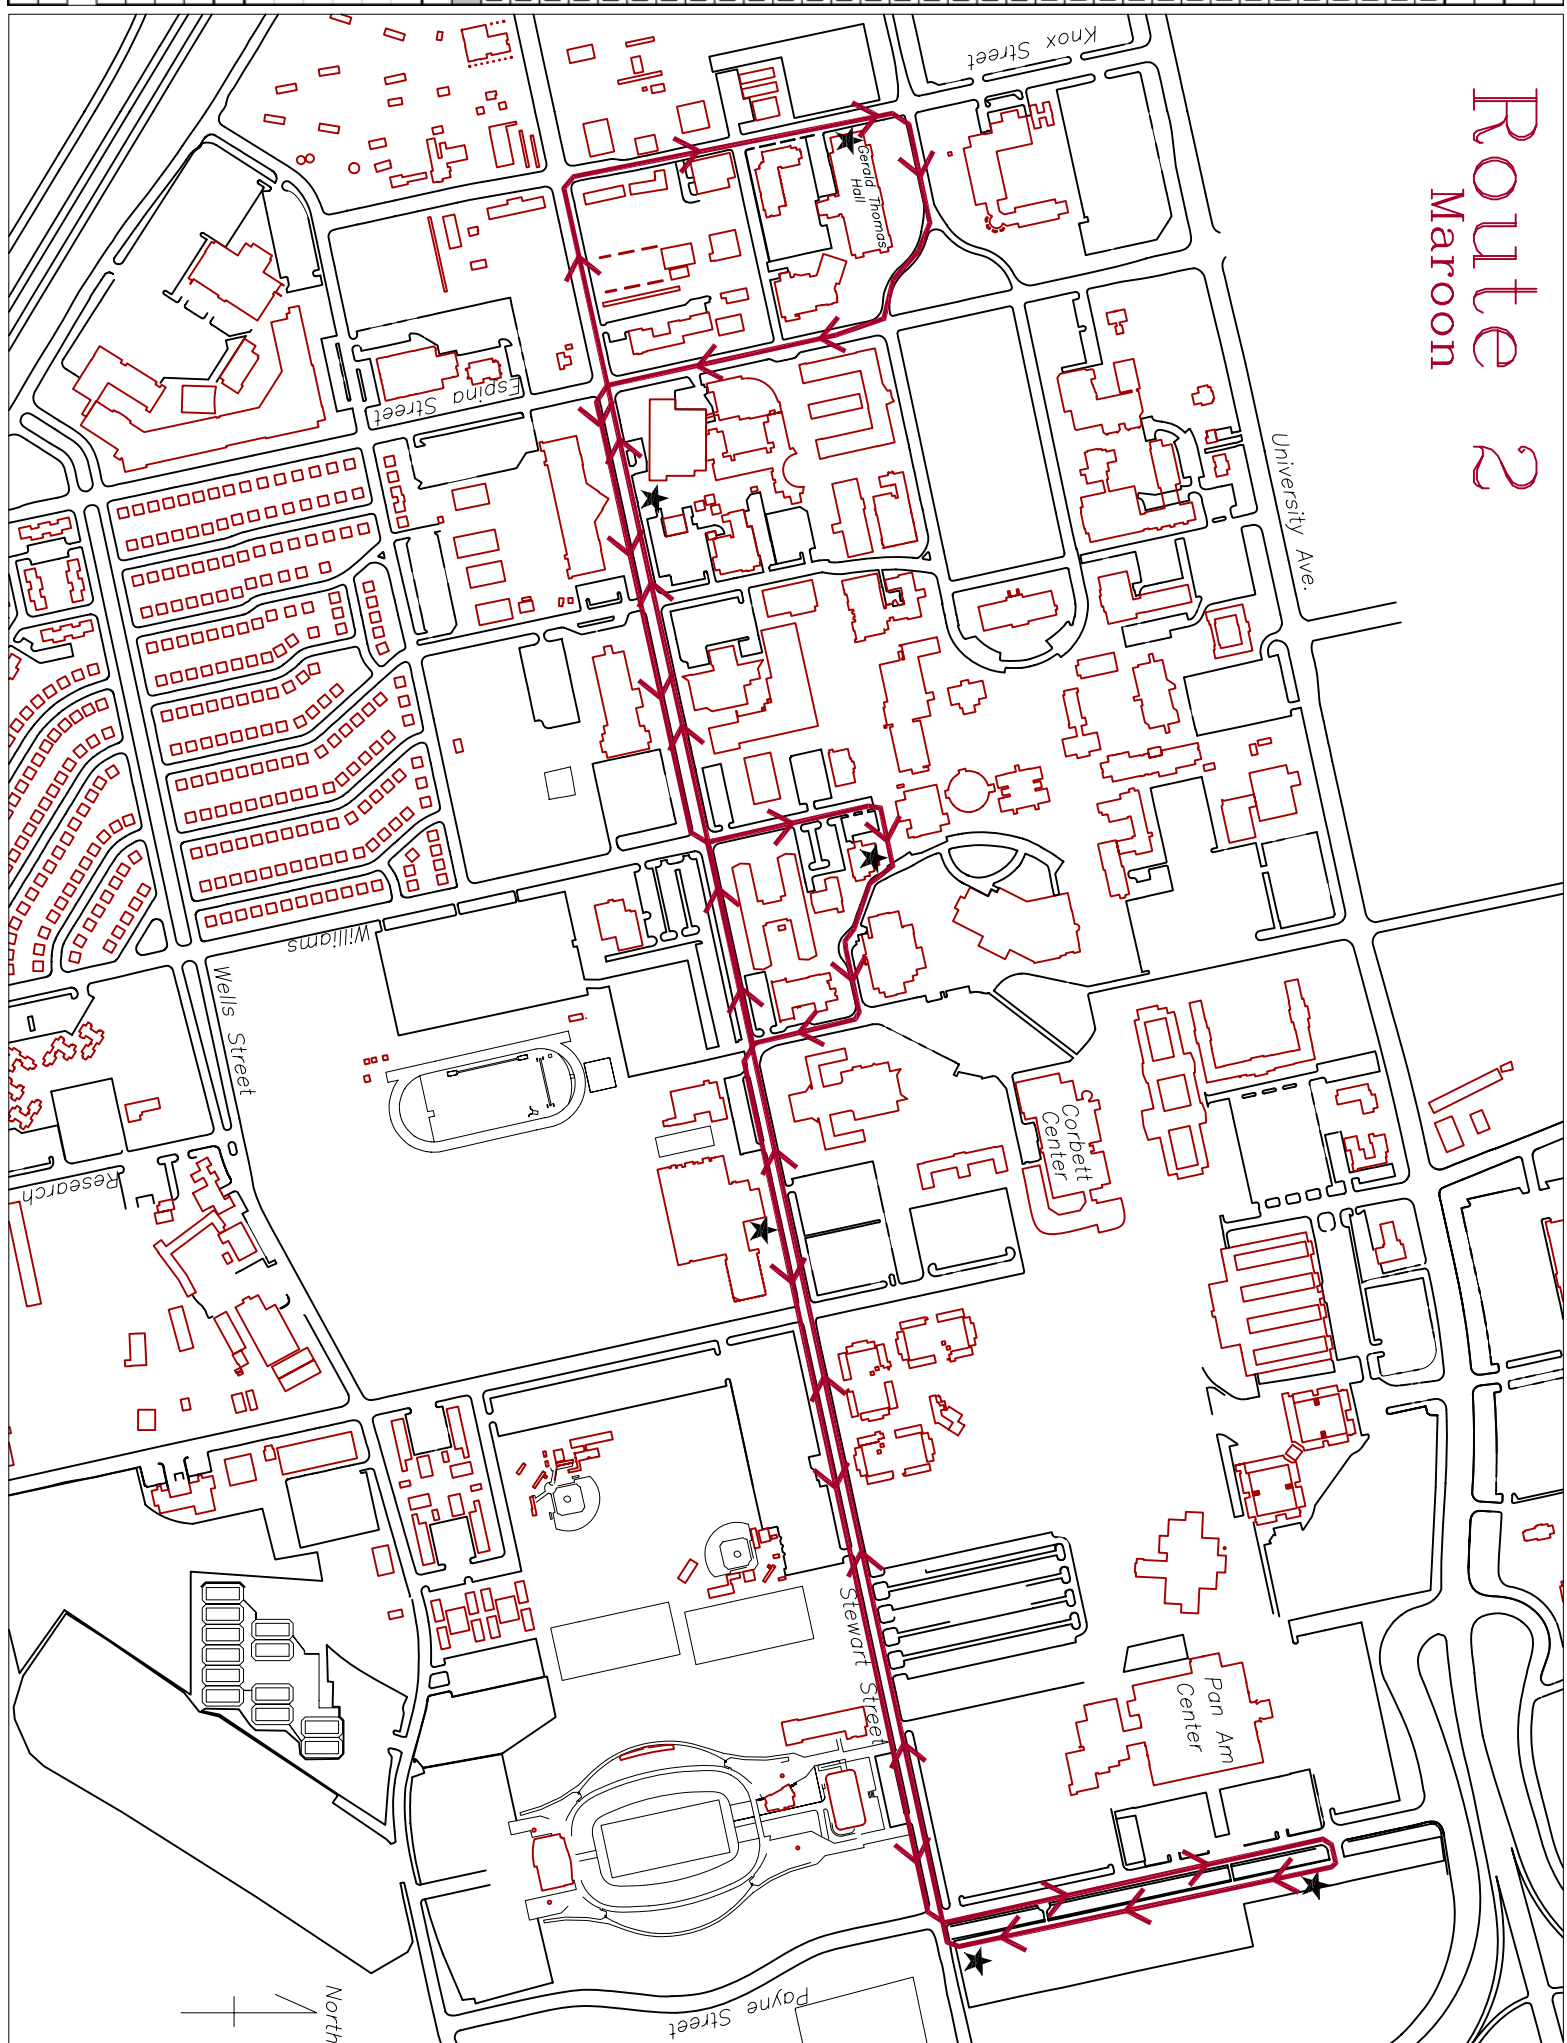 Route 2
Maroon
Knox Street
Gerald Thomas
Hall
University Ave.
Espina Street
Williams
Wells Street
Corbett
Center
Research
Stewart Street
Pan Am
Center
Payne Street
North